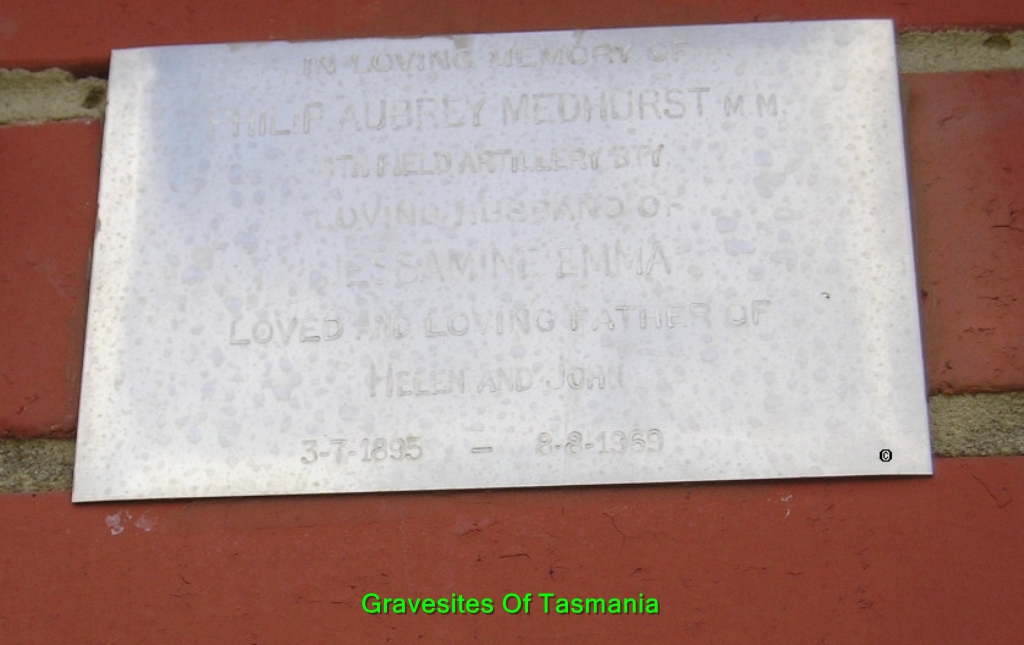 IN LOVING MEMORY OF
PHILIP AUBREY MEDHURST M.M.
FIELD ARTILLERY BTY
LOVING HUSBAND OF
JESSAMINE EMMA
LOVED AND LOVING FATHER OF
HELEN AND JOHN
3-7-1895 – 8-8-1969
©
Gravesites Of Tasmania